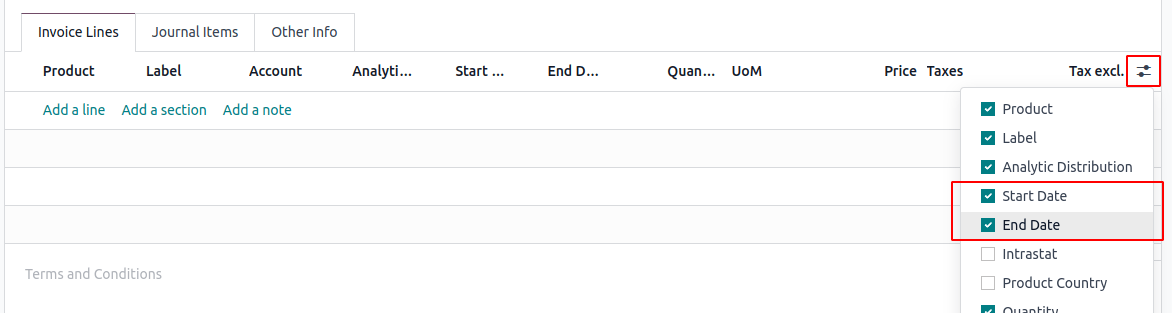 Invoice Lines Journal Items Other Info
Product Label Account Analyti... Start ... End D... Quan... UoM Price Taxes Tax excl.
Add a line Add a section Add a note
Product
Label
Analytic Distribution
Start Date
End Date
Intrastat
Product Country
Quantity
Terms and Conditions